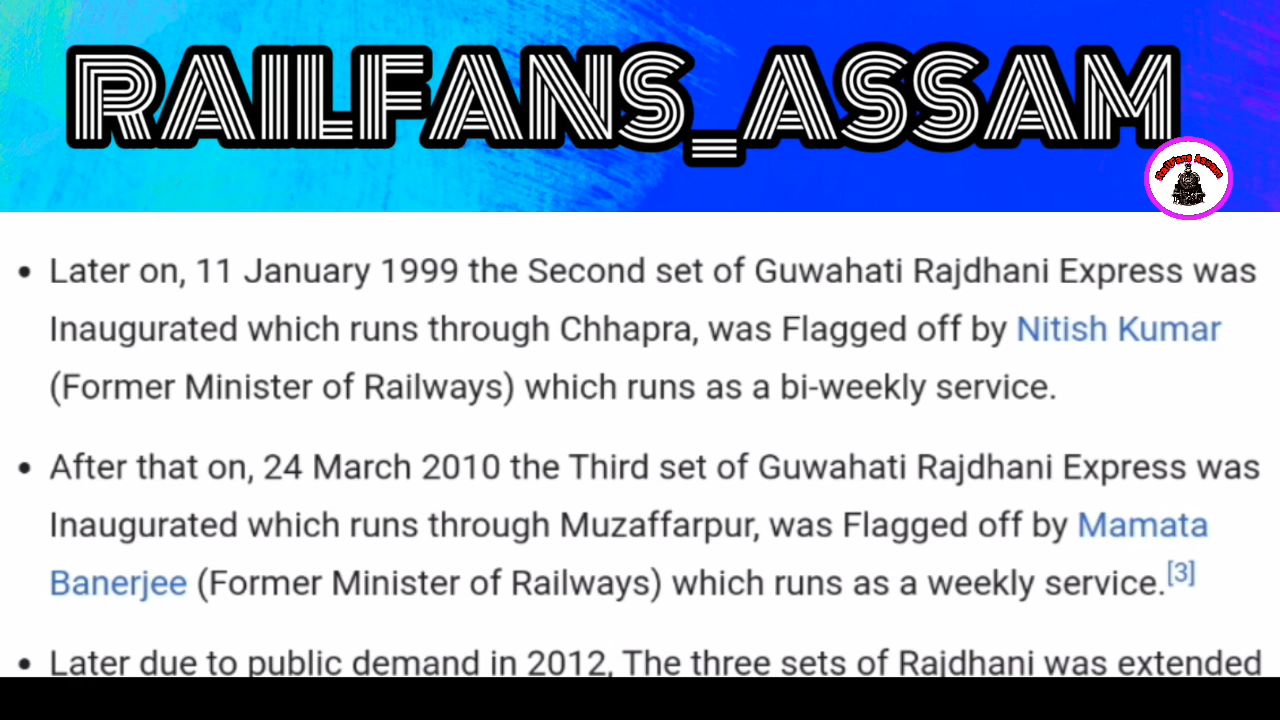 RAILFANS_ASSAM
Railfans Assam
• Later on, 11 January 1999 the Second set of Guwahati Rajdhani Express was
Inaugurated which runs through Chhapra, was Flagged off by Nitish Kumar
(Former Minister of Railways) which runs as a bi-weekly service.
• After that on, 24 March 2010 the Third set of Guwahati Rajdhani Express was
Inaugurated which runs through Muzaffarpur, was Flagged off by Mamata
Banerjee (Former Minister of Railways) which runs as a weekly service.[3]
• Later due to public demand in 2012, The three sets of Rajdhani was extended